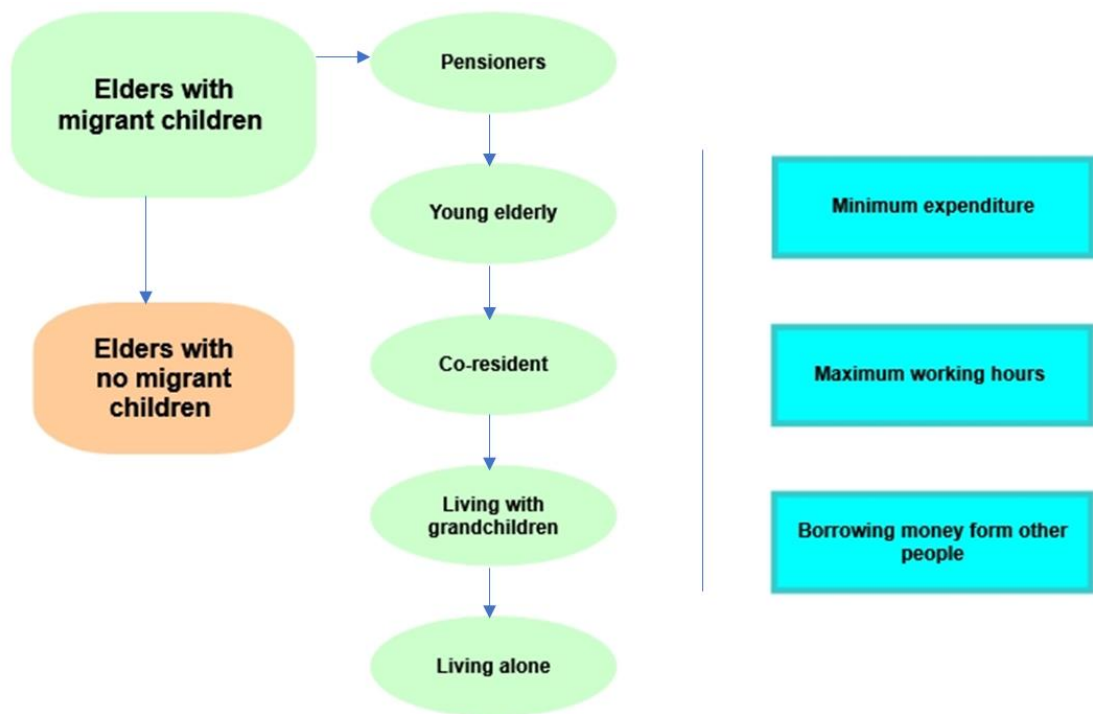 Elders with
migrant children
Elders with
no migrant
children
Pensioners
Young elderly
Co-resident
Living with
grandchildren
Living alone
Minimum expenditure
Maximum working hours
Borrowing money form other
people